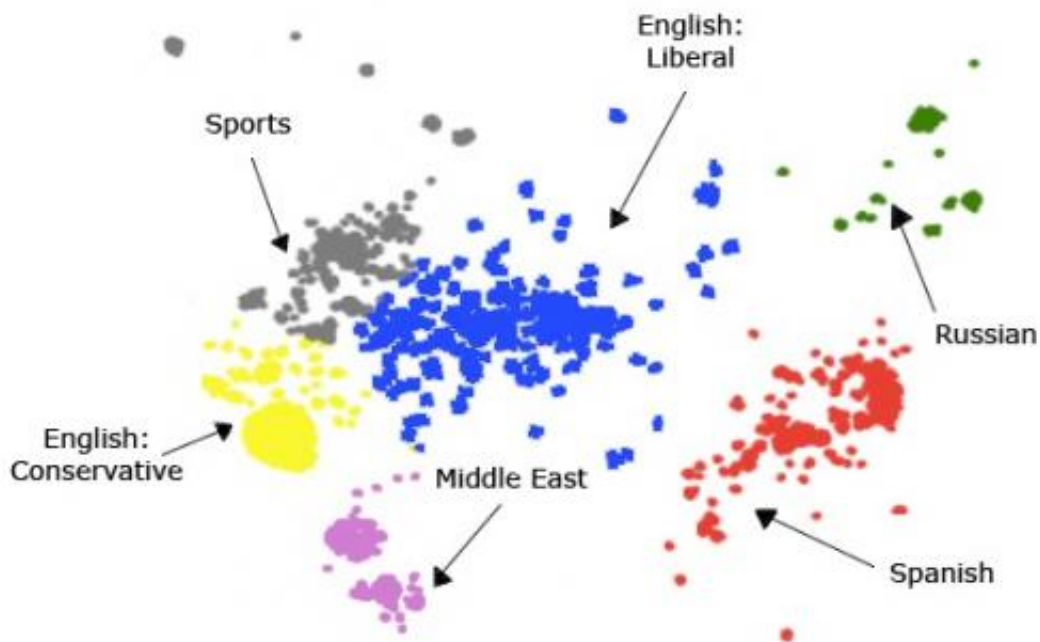 English:
Liberal
Sports
Russian
English:
Conservative
Middle East
Spanish